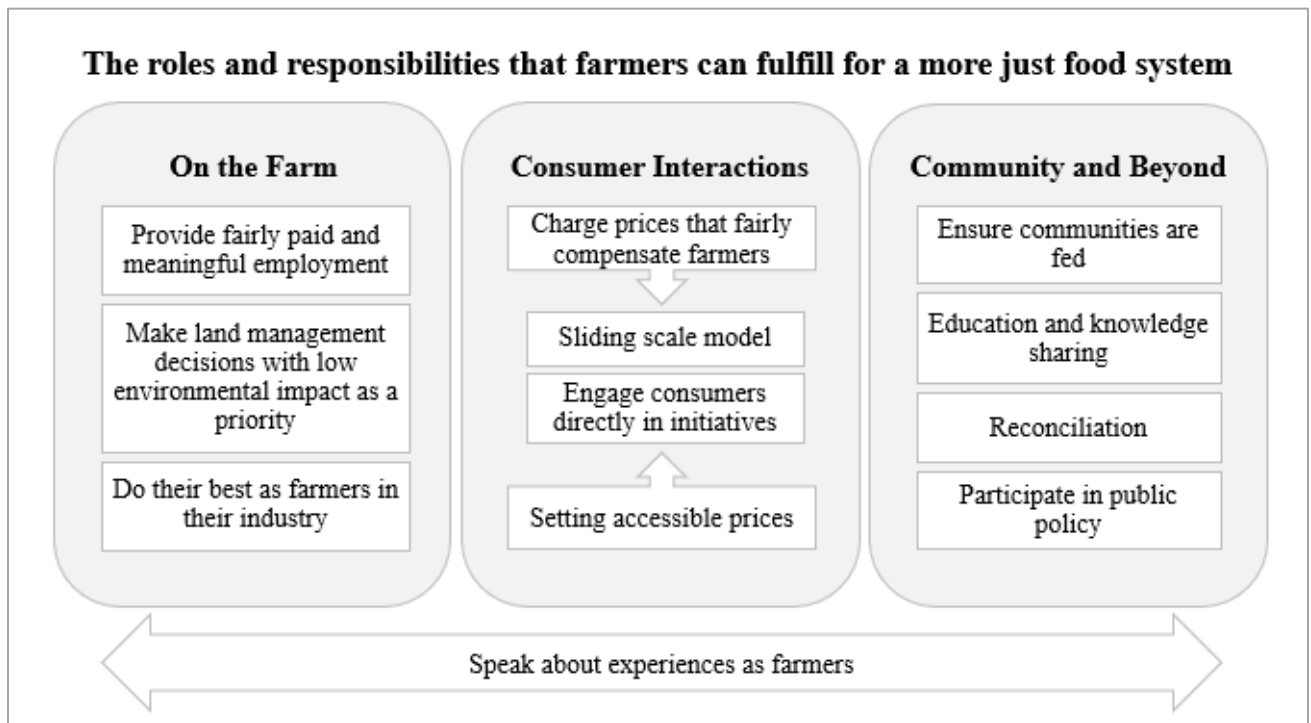 The roles and responsibilities that farmers can fulfill for a more just food system
On the Farm
Provide fairly paid and
meaningful employment
Make land management
decisions with low
environmental impact as a
priority
Do their best as farmers in
their industry
Consumer Interactions
Charge prices that fairly
compensate farmers
Sliding scale model
Engage consumers
directly in initiatives
Setting accessible prices
Community and Beyond
Ensure communities are
fed
Education and knowledge
sharing
Reconciliation
Participate in public
policy
Speak about experiences as farmers